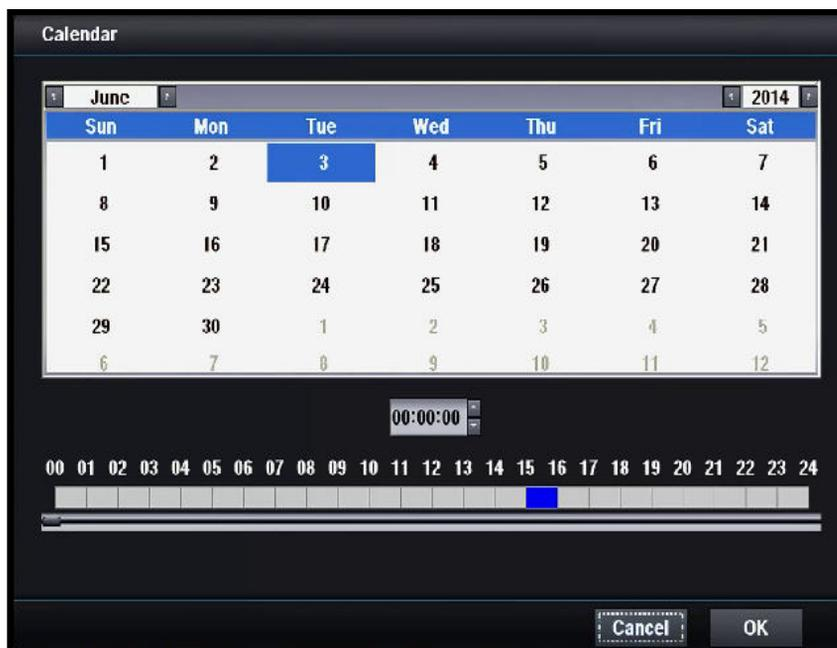 Calendar
June 2014
Sun Mon Tue Wed Thu Fri Sat
1 2 3 4 5 6 7
8 9 10 11 12 13 14
15 16 17 18 19 20 21
22 23 24 25 26 27 28
29 30 1 2 3 4 5
6 7 8 9 10 11 12
00:00:00
00 01 02 03 04 05 06 07 08 09 10 11 12 13 14 15 16 17 18 19 20 21 22 23 24
Cancel OK